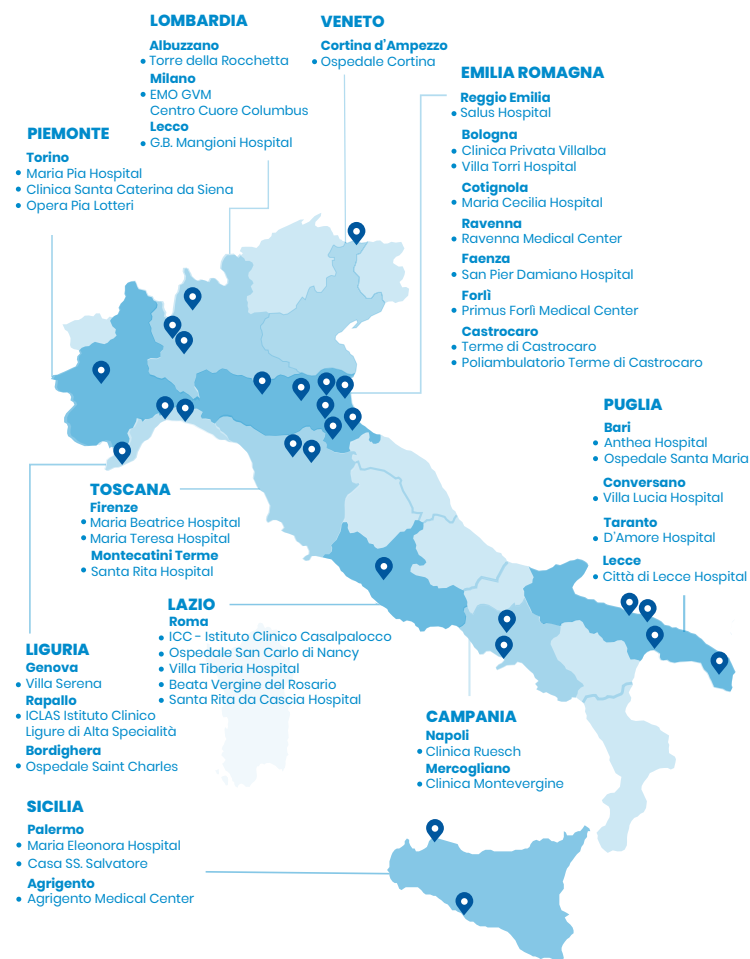 LOMBARDIA
Albuzzano
• Torre della Rocchetta
Milano
• EMO GVM
Centro Cuore Columbus
Lecco
• G.B. Mangioni Hospital
VENETO
Cortina d'Ampezzo
• Ospedale Cortina
EMILIA ROMAGNA
Reggio Emilia
• Salus Hospital
Bologna
• Clinica Privata Villalba
• Villa Torri Hospital
Cotignola
• Maria Cecilia Hospital
Ravenna
• Ravenna Medical Center
Faenza
• San Pier Damiano Hospital
Forlì
• Primus Forlì Medical Center
Castrocaro
• Terme di Castrocaro
• Poliambulatorio Terme di Castrocaro
PIEMONTE
Torino
• Maria Pia Hospital
• Clinica Santa Caterina da Siena
• Opera Pia Lotteri
PUGLIA
Bari
• Anthea Hospital
• Ospedale Santa Maria
Conversano
• Villa Lucia Hospital
Taranto
• D'Amore Hospital
Lecce
• Città di Lecce Hospital
TOSCANA
Firenze
• Maria Beatrice Hospital
• Maria Teresa Hospital
Montecatini Terme
• Santa Rita Hospital
LAZIO
Roma
• ICC - Istituto Clinico Casalpalocco
• Ospedale San Carlo di Nancy
• Villa Tiberia Hospital
• Beata Vergine del Rosario
• Santa Rita da Cascia Hospital
LIGURIA
Genova
• Villa Serena
Rapallo
• ICLAS Istituto Clinico
Ligure di Alta Specialità
Bordighera
• Ospedale Saint Charles
CAMPANIA
Napoli
• Clinica Ruesch
Mercogliano
• Clinica Montevergine
SICILIA
Palermo
• Maria Eleonora Hospital
• Casa SS. Salvatore
Agrigento
• Agrigento Medical Center